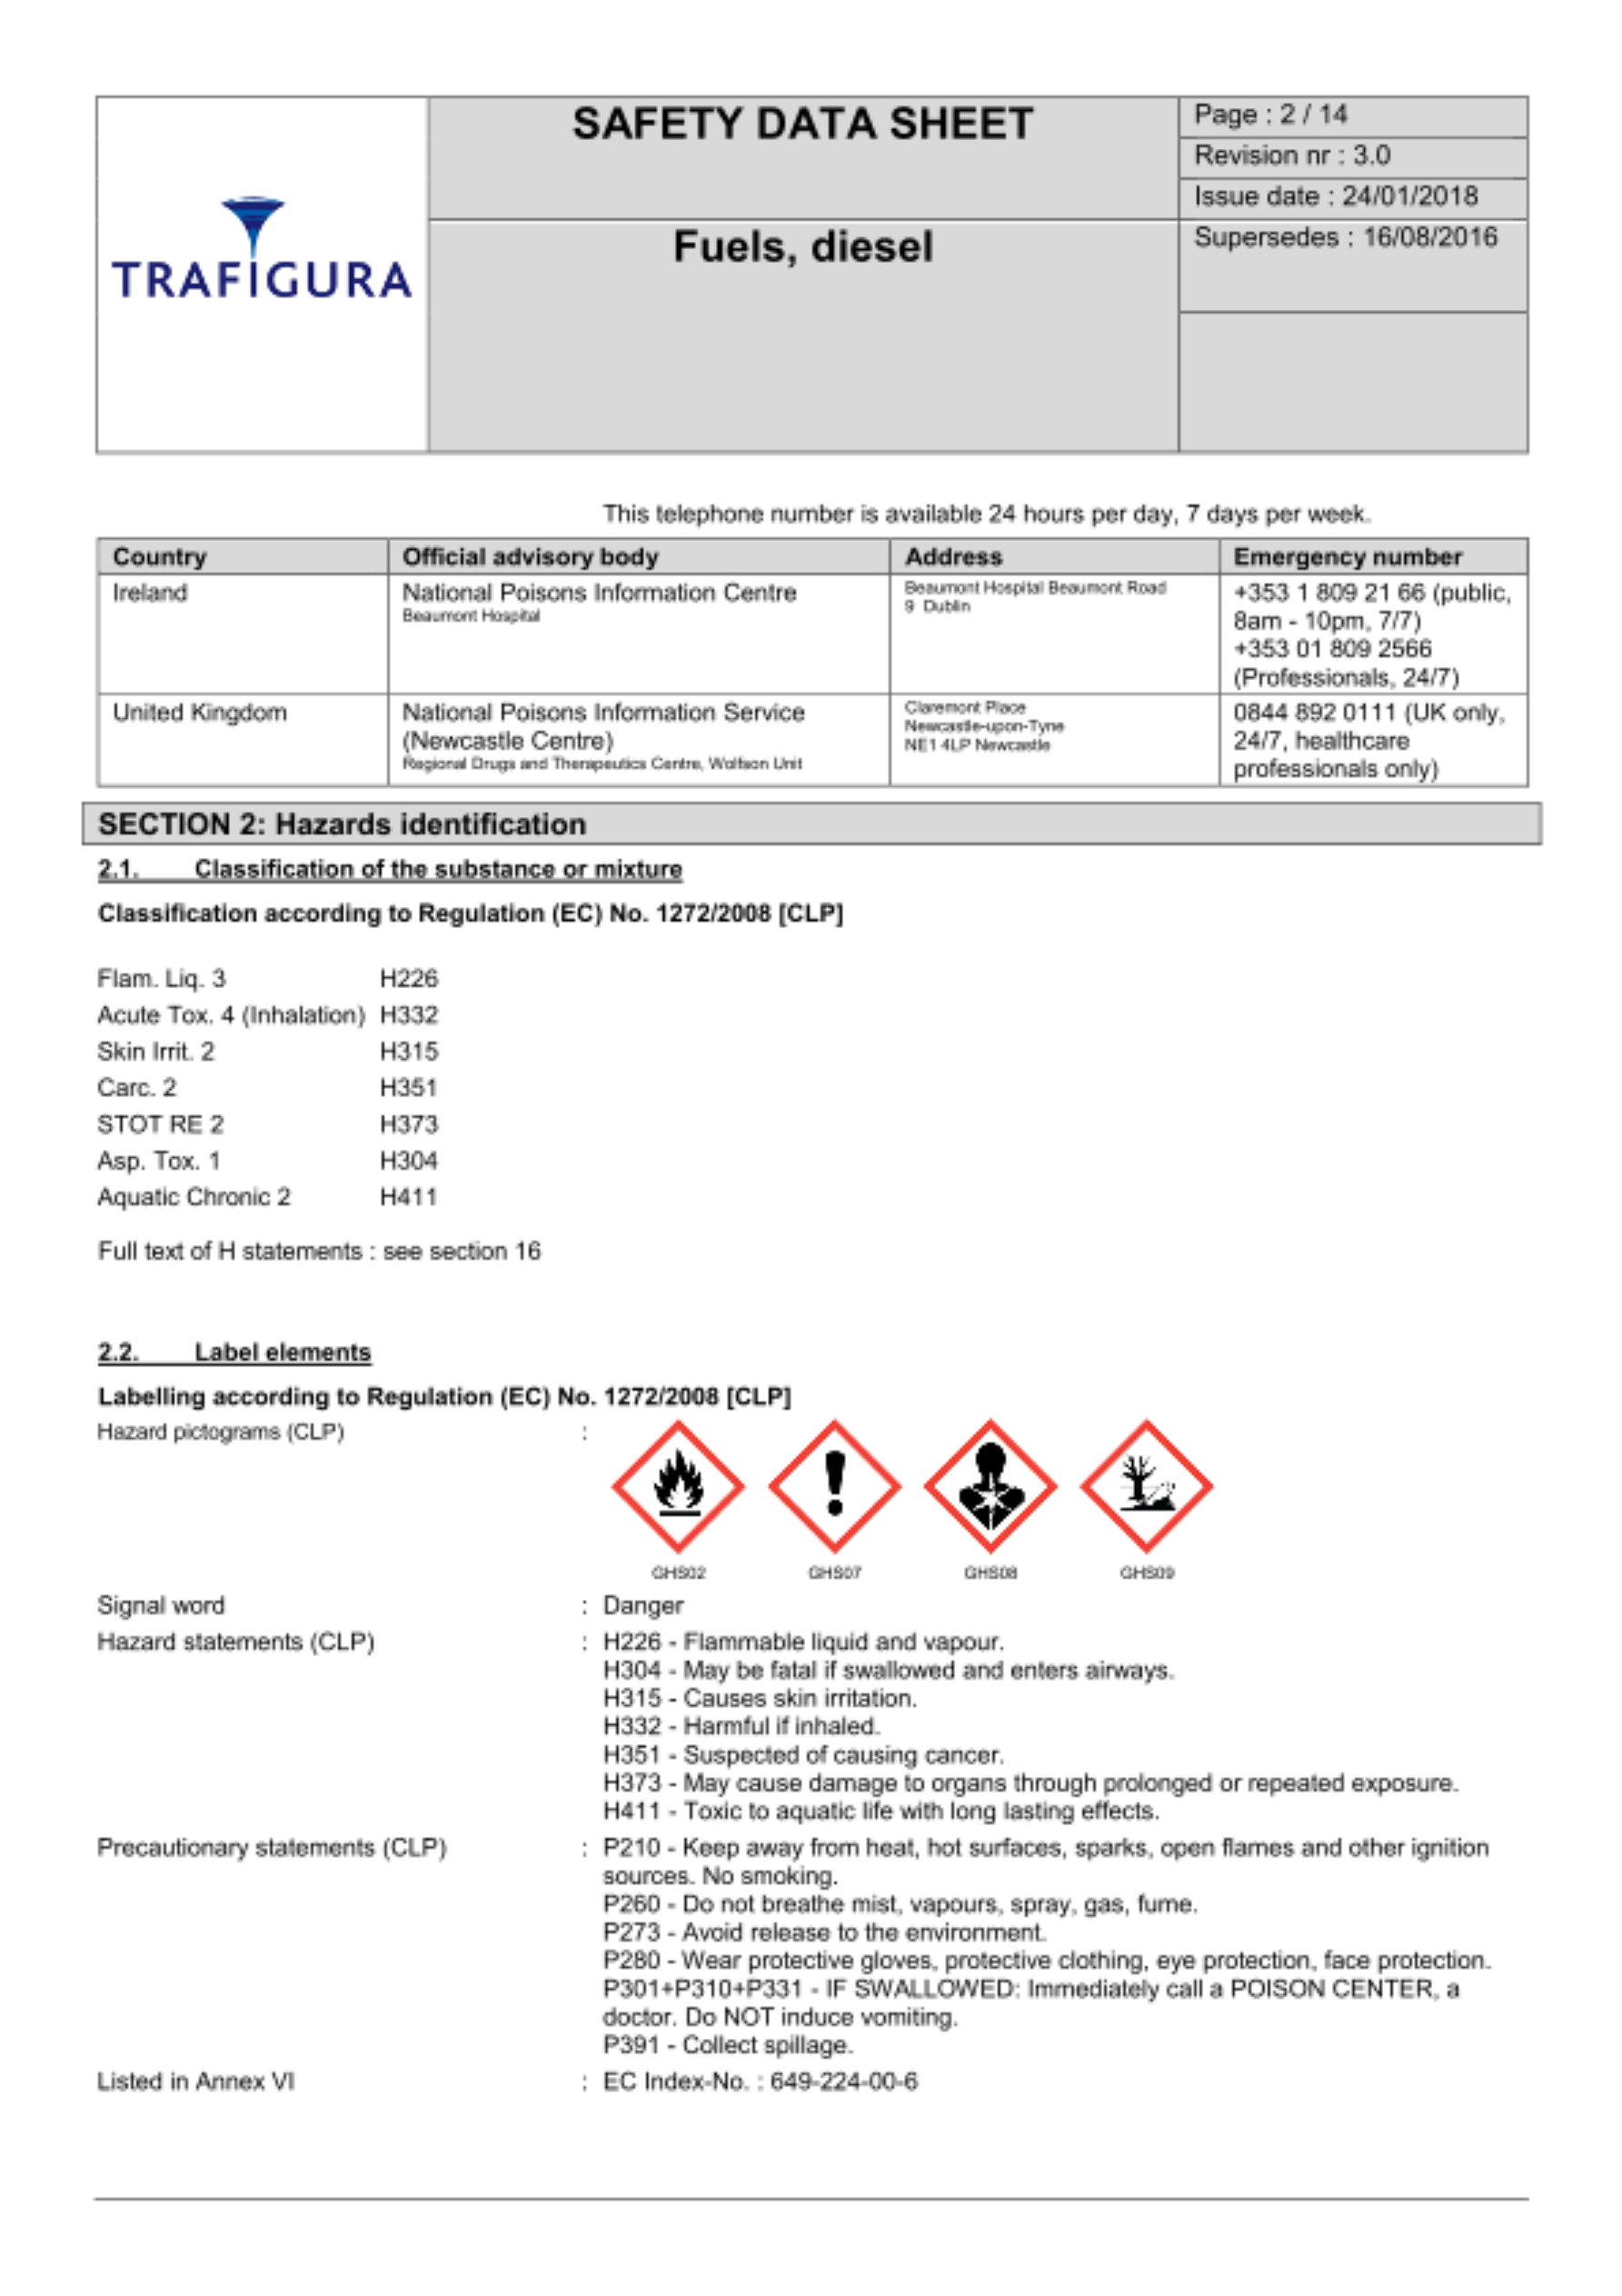 TRAFIGURA
SAFETY DATA SHEET
Fuels, diesel
Page : 2 / 14
Revision nr : 3.0
Issue date : 24/01/2018
Supersedes : 16/08/2016
This telephone number is available 24 hours per day, 7 days per week.
Country Official advisory body Address Emergency number
Ireland
National Poisons Information Centre
Beaumont Hospital
Beaumont Hospital Beaumont Road
9 Dublin
+353 1 809 21 66 (public,
8am - 10pm, 7/7)
+353 01 809 2566
(Professionals, 24/7)
United Kingdom
National Poisons Information Service
(Newcastle Centre)
Regional Drugs and Therapeutics Centre, Wolfson Unit
Claremont Place
Newcastle-upon-Tyne
NE1 4LP Newcastle
0844 892 0111 (UK only,
24/7, healthcare
professionals only)
SECTION 2: Hazards identification
2.1. Classification of the substance or mixture
Classification according to Regulation (EC) No. 1272/2008 [CLP]
Flam. Liq. 3 H226
Acute Tox. 4 (Inhalation) H332
Skin Irrit. 2 H315
Carc. 2 H351
STOT RE 2 H373
Asp. Tox. 1 H304
Aquatic Chronic 2 H411
Full text of H statements : see section 16
2.2. Label elements
Labelling according to Regulation (EC) No. 1272/2008 [CLP]
Hazard pictograms (CLP) :
GHS02 GHS07 GHS08 GHS09
Signal word : Danger
Hazard statements (CLP) : H226 - Flammable liquid and vapour.
H304 - May be fatal if swallowed and enters airways.
H315 - Causes skin irritation.
H332 - Harmful if inhaled.
H351 - Suspected of causing cancer.
H373 - May cause damage to organs through prolonged or repeated exposure.
H411 - Toxic to aquatic life with long lasting effects.
Precautionary statements (CLP) : P210 - Keep away from heat, hot surfaces, sparks, open flames and other ignition
sources. No smoking.
P260 - Do not breathe mist, vapours, spray, gas, fume.
P273 - Avoid release to the environment.
P280 - Wear protective gloves, protective clothing, eye protection, face protection.
P301+P310+P331 - IF SWALLOWED: Immediately call a POISON CENTER, a
doctor. Do NOT induce vomiting.
P391 - Collect spillage.
Listed in Annex VI : EC Index-No. : 649-224-00-6